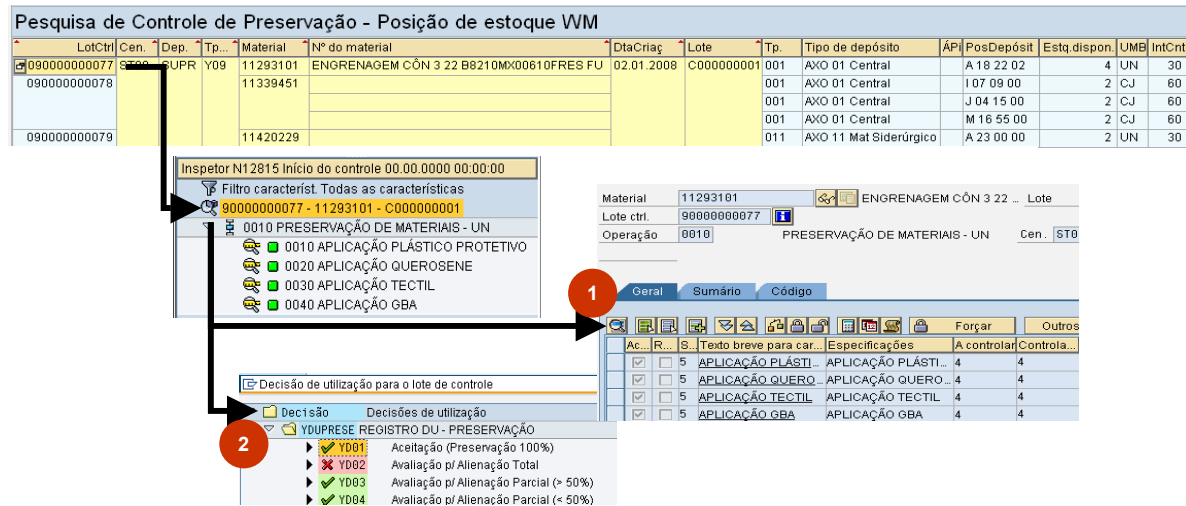 Pesquisa de Controle de Preservação - Posição de estoque WM
LotCtrl Cen. Dep. Tp... Material Nº do material DtaCriaç Lote Tp. Tipo de depósito ÁPi PosDepósit Estq.dispon. UMB IntCnt
090000000077 ST00 SUPR Y09 11293101 ENGRENAGEM CÔN 3 22 B8210MX00610FRES FU 02.01.2008 C000000001 001 AXO 01 Central A 18 22 02 4 UN 30
090000000078 11339451 001 AXO 01 Central I 07 09 00 2 CJ 60
001 AXO 01 Central J 04 15 00 2 CJ 60
001 AXO 01 Central M 16 55 00 2 CJ 60
090000000079 11420229 011 AXO 11 Mat Siderúrgico A 23 00 00 2 UN 30
Inspetor N12815 Início do controle 00.00.0000 00:00:00
Filtro característ. Todas as características
90000000077 - 11293101 - C000000001
0010 PRESERVAÇÃO DE MATERIAIS - UN
0010 APLICAÇÃO PLÁSTICO PROTETIVO
0020 APLICAÇÃO QUEROSENE
0030 APLICAÇÃO TECTIL
0040 APLICAÇÃO GBA
Material 11293101 ENGRENAGEM CÔN 3 22 ... Lote
Lote ctrl. 90000000077
Operação 0010 PRESERVAÇÃO DE MATERIAIS - UN Cen. ST0
1
Geral Sumário Código
Forçar Outros
Ac... R... S... Texto breve para car... Especificações A controlar Controla...
5 APLICAÇÃO PLÁSTI... APLICAÇÃO PLÁSTI... 4 4
5 APLICAÇÃO QUERO... APLICAÇÃO QUERO... 4 4
5 APLICAÇÃO TECTIL APLICAÇÃO TECTIL 4 4
5 APLICAÇÃO GBA APLICAÇÃO GBA 4 4
Decisão de utilização para o lote de controle
Decisão Decisões de utilização
2
YDUPRESE REGISTRO DU - PRESERVAÇÃO
YD01 Aceitação (Preservação 100%)
YD02 Avaliação p/ Alienação Total
YD03 Avaliação p/ Alienação Parcial (> 50%)
YD04 Avaliação p/ Alienação Parcial (< 50%)